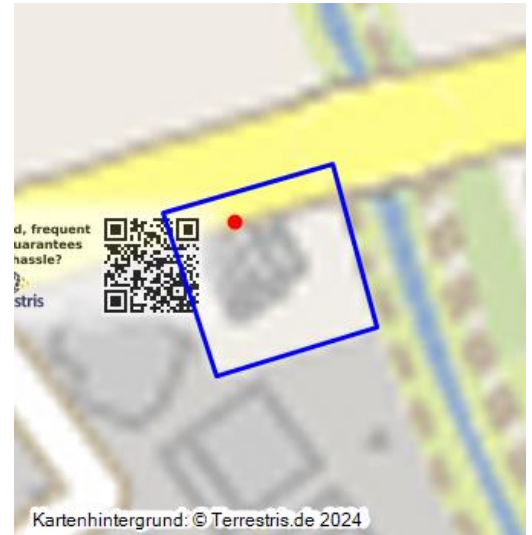 d, frequent
uarantees
hassle?
stris
Kartenhintergrund: © Terrestris.de 2024